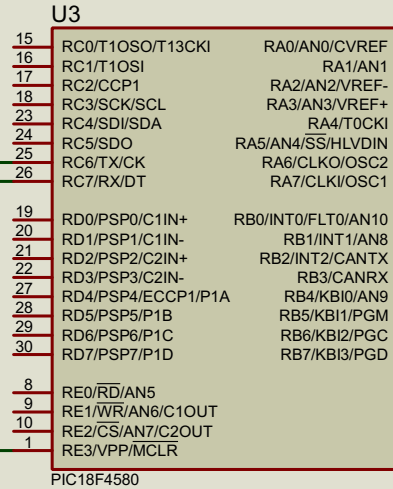 U3
15 RC0/T1OSO/T13CKI RA0/AN0/CVREF
16 RC1/T1OSI RA1/AN1
17 RC2/CCP1 RA2/AN2/VREF-
18 RC3/SCK/SCL RA3/AN3/VREF+
23 RC4/SDI/SDA RA4/T0CKI
24 RC5/SDO RA5/AN4/SS/HLVDIN
25 RC6/TX/CK RA6/CLKO/OSC2
26 RC7/RX/DT RA7/CLKI/OSC1
19 RD0/PSP0/C1IN+ RB0/INT0/FLT0/AN10
20 RD1/PSP1/C1IN- RB1/INT1/AN8
21 RD2/PSP2/C2IN+ RB2/INT2/CANTX
22 RD3/PSP3/C2IN- RB3/CANRX
27 RD4/PSP4/ECCP1/P1A RB4/KBI0/AN9
28 RD5/PSP5/P1B RB5/KBI1/PGM
29 RD6/PSP6/P1C RB6/KBI2/PGC
30 RD7/PSP7/P1D RB7/KBI3/PGD
8 RE0/RD/AN5
9 RE1/WR/AN6/C1OUT
10 RE2/CS/AN7/C2OUT
1 RE3/VPP/MCLR
PIC18F4580